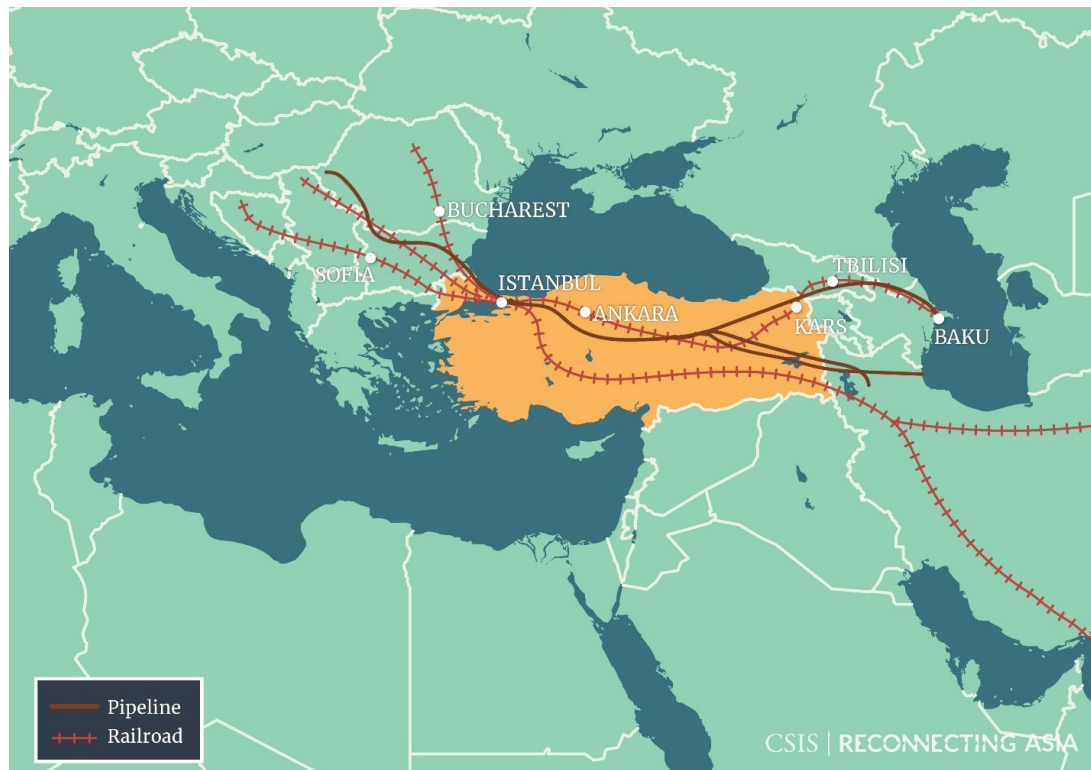 BUCHAREST
SOFIA
ISTANBUL
TBILISI
ANKARA
KARS
BAKU
Pipeline
Railroad
CSIS | RECONNECTING ASIA